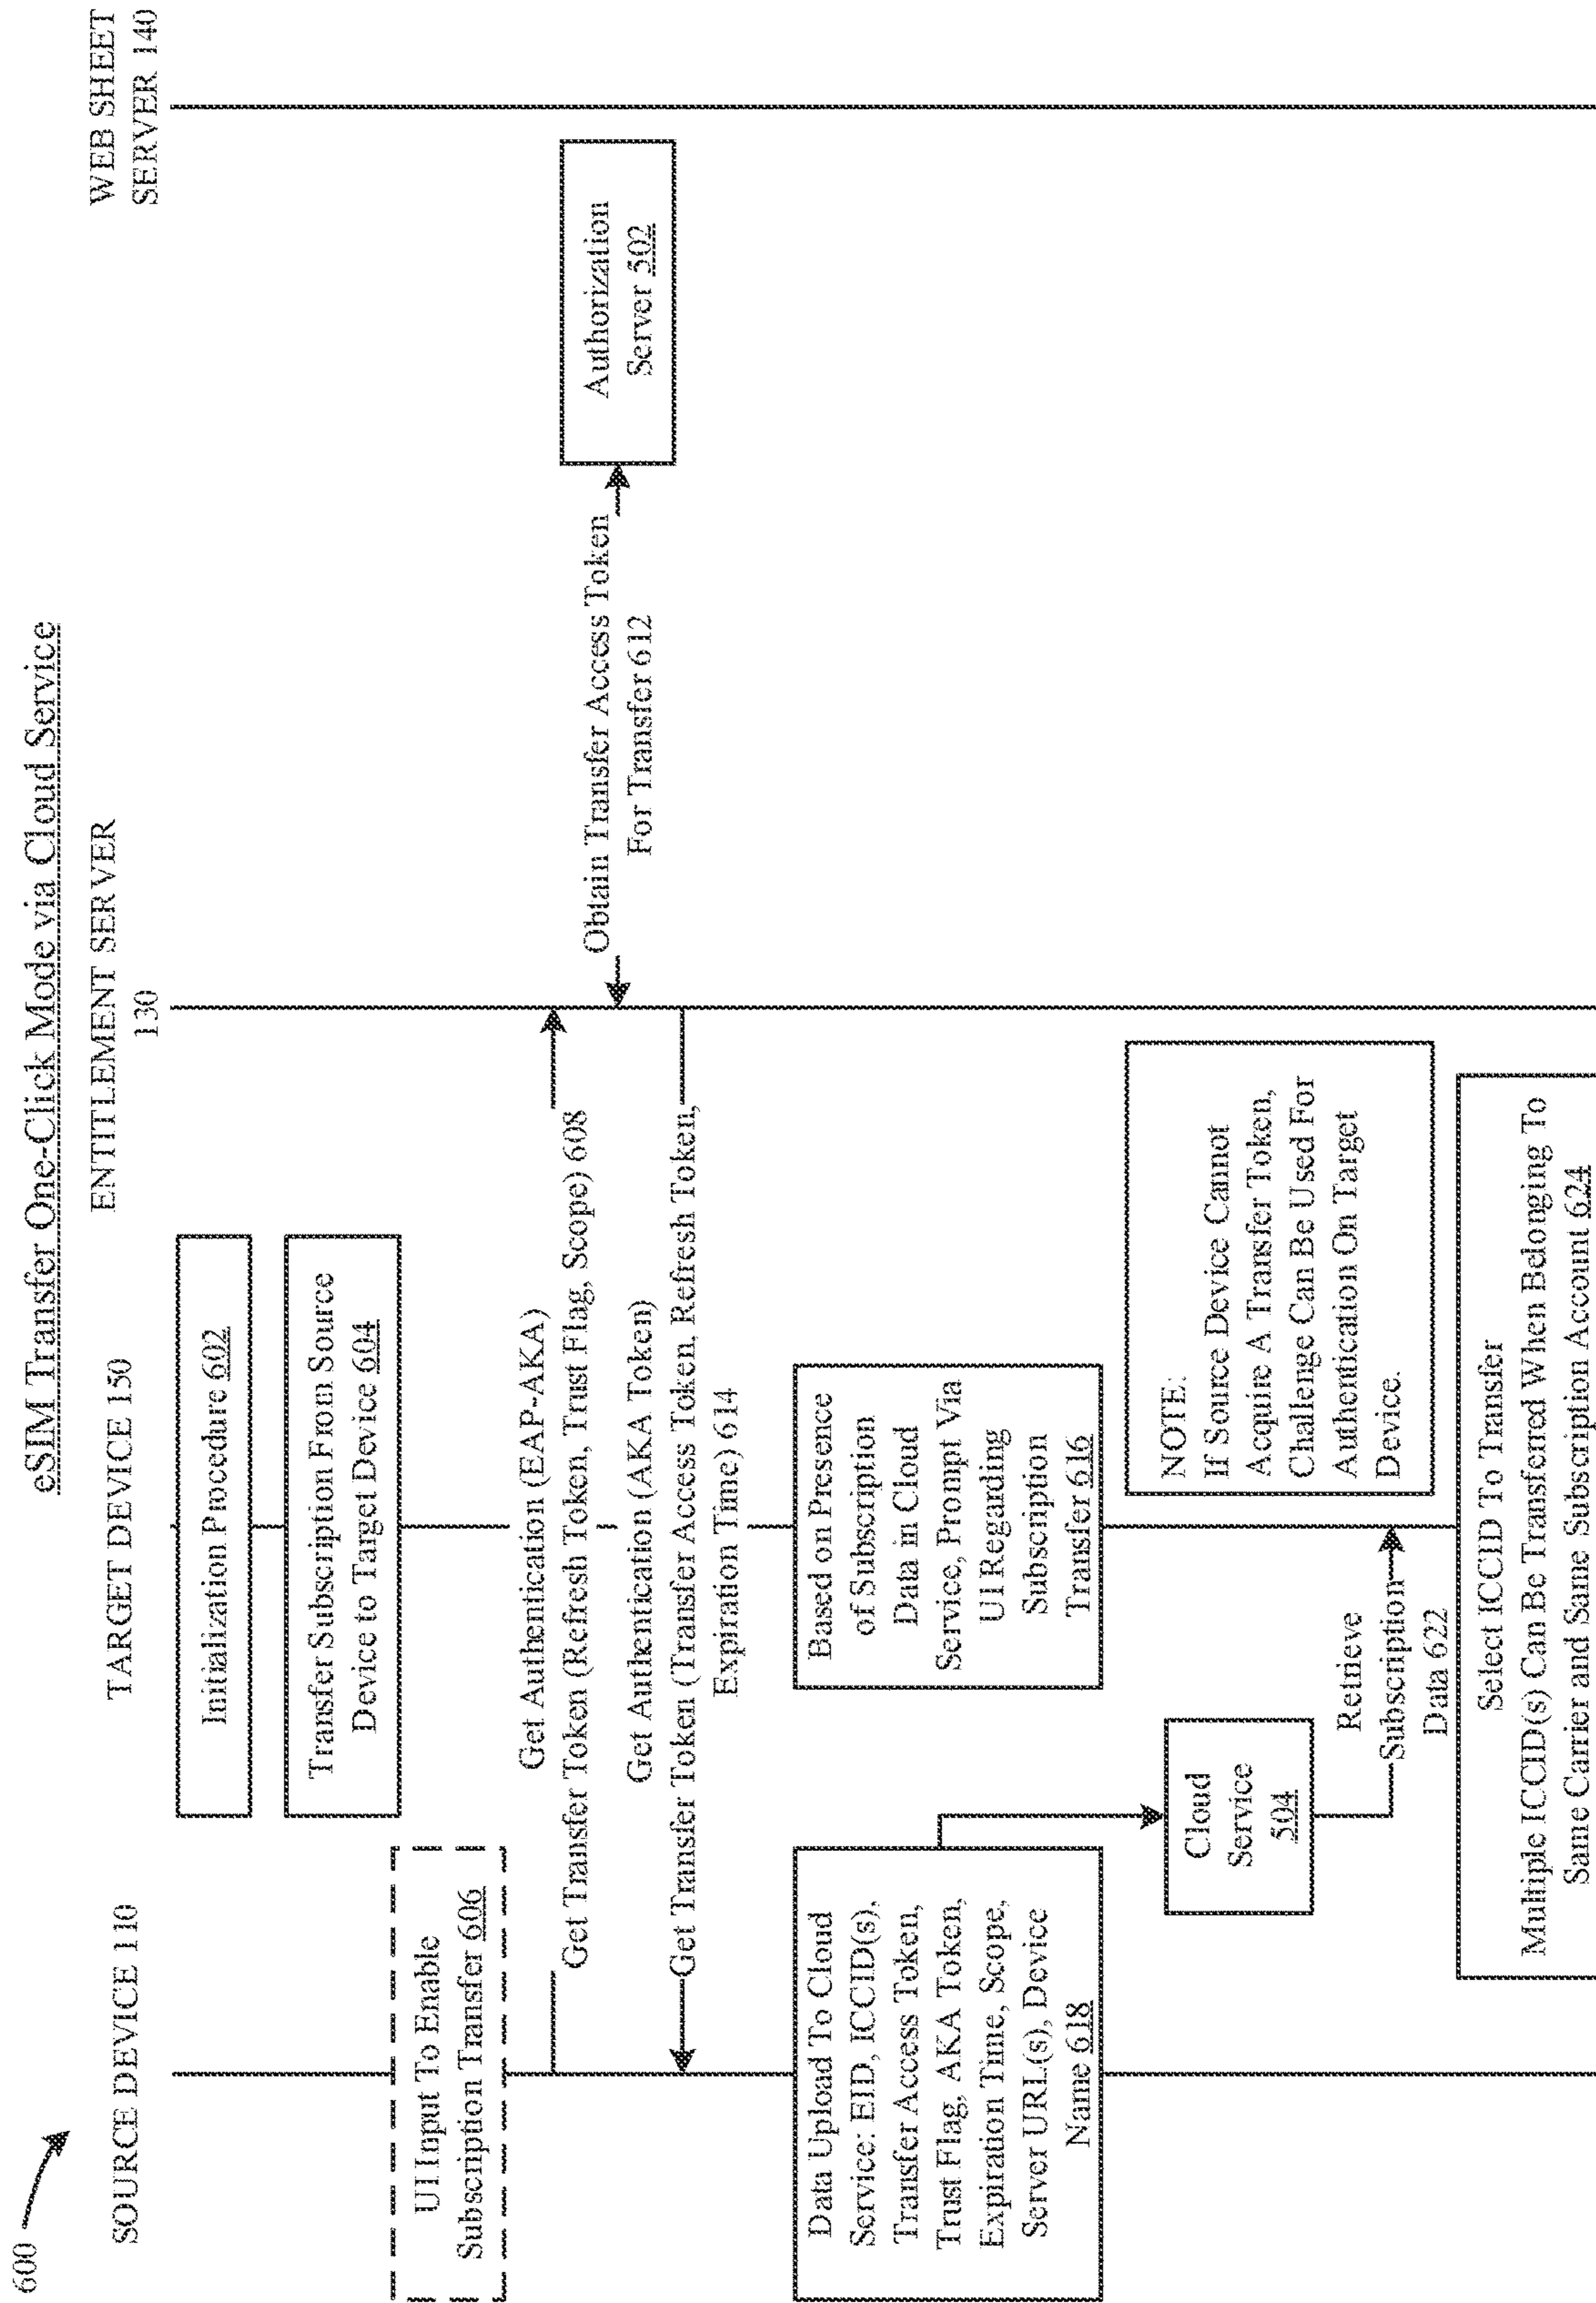 600
eSIM Transfer One-Click Mode via Cloud Service
SOURCE DEVICE 110
TARGET DEVICE 150
ENTITLEMENT SERVER
130
WEB SHEET
SERVER 140
Initialization Procedure 602
Transfer Subscription From Source
Device to Target Device 604
UI Input To Enable
Subscription Transfer 606
Get Authentication (EAP-AKA)
Get Transfer Token (Refresh Token, Trust Flag, Scope) 608
Obtain Transfer Access Token
For Transfer 612
Authorization
Server 502
Get Authentication (AKA Token)
Get Transfer Token (Transfer Access Token, Refresh Token,
Expiration Time) 614
Data Upload To Cloud
Service: EID, ICCID(s),
Transfer Access Token,
Trust Flag, AKA Token,
Expiration Time, Scope,
Server URL(s), Device
Name 618
Based on Presence
of Subscription
Data in Cloud
Service, Prompt Via
UI Regarding
Subscription
Transfer 616
Cloud
Service
504
NOTE:
If Source Device Cannot
Acquire A Transfer Token,
Challenge Can Be Used For
Authentication On Target
Device.
Retrieve
Subscription
Data 622
Select ICCID To Transfer
Multiple ICCID(s) Can Be Transferred When Belonging To
Same Carrier and Same Subscription Account 624